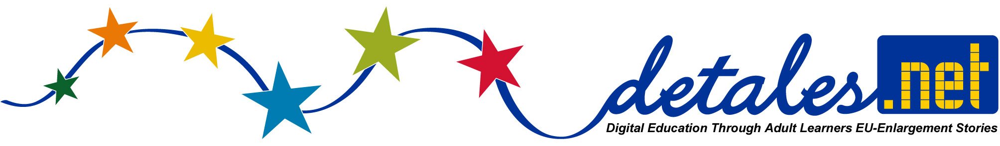 detales.net
Digital Education Through Adult Learners EU-Enlargement Stories